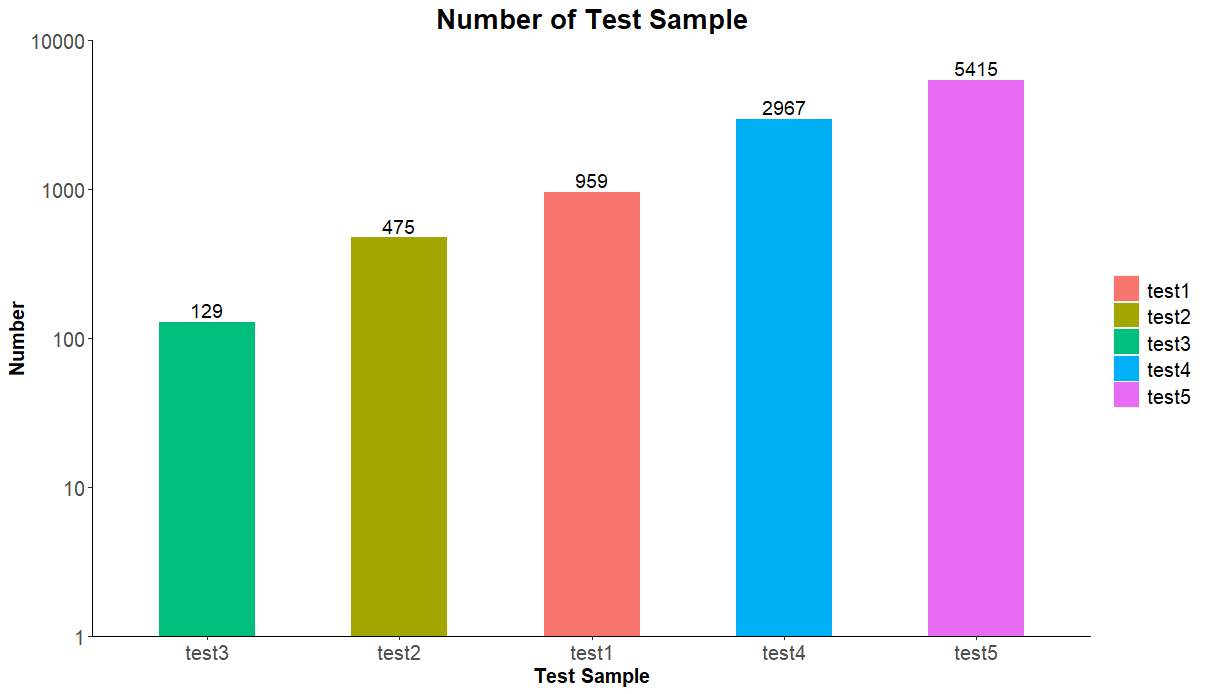 Number of Test Sample
10000
1000
100
10
1
Number
129
475
959
2967
5415
test3
test2
test1
test4
test5
Test Sample
test1
test2
test3
test4
test5